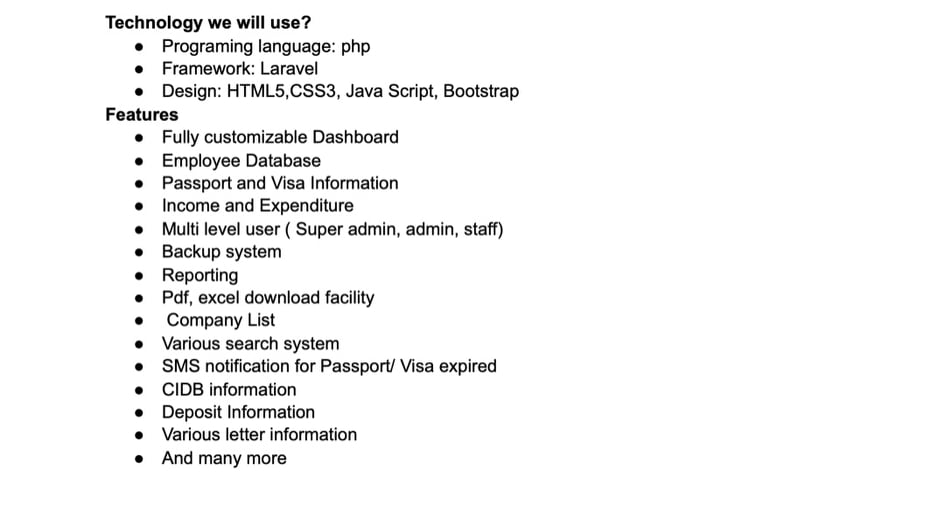 Technology we will use?
● Programing language: php
● Framework: Laravel
● Design: HTML5,CSS3, Java Script, Bootstrap
Features
● Fully customizable Dashboard
● Employee Database
● Passport and Visa Information
● Income and Expenditure
● Multi level user ( Super admin, admin, staff)
● Backup system
● Reporting
● Pdf, excel download facility
● Company List
● Various search system
● SMS notification for Passport/ Visa expired
● CIDB information
● Deposit Information
● Various letter information
● And many more